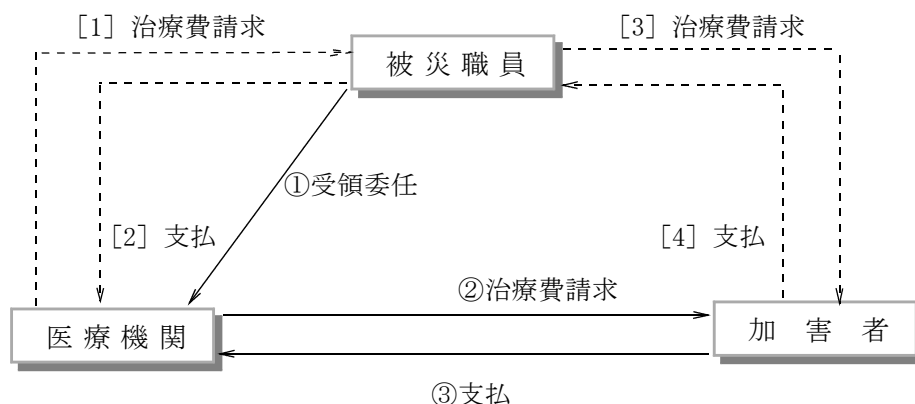 ［1］治療費請求
［3］治療費請求
被災職員
①受領委任
［2］支払
［4］支払
②治療費請求
医療機関
加害者
③支払